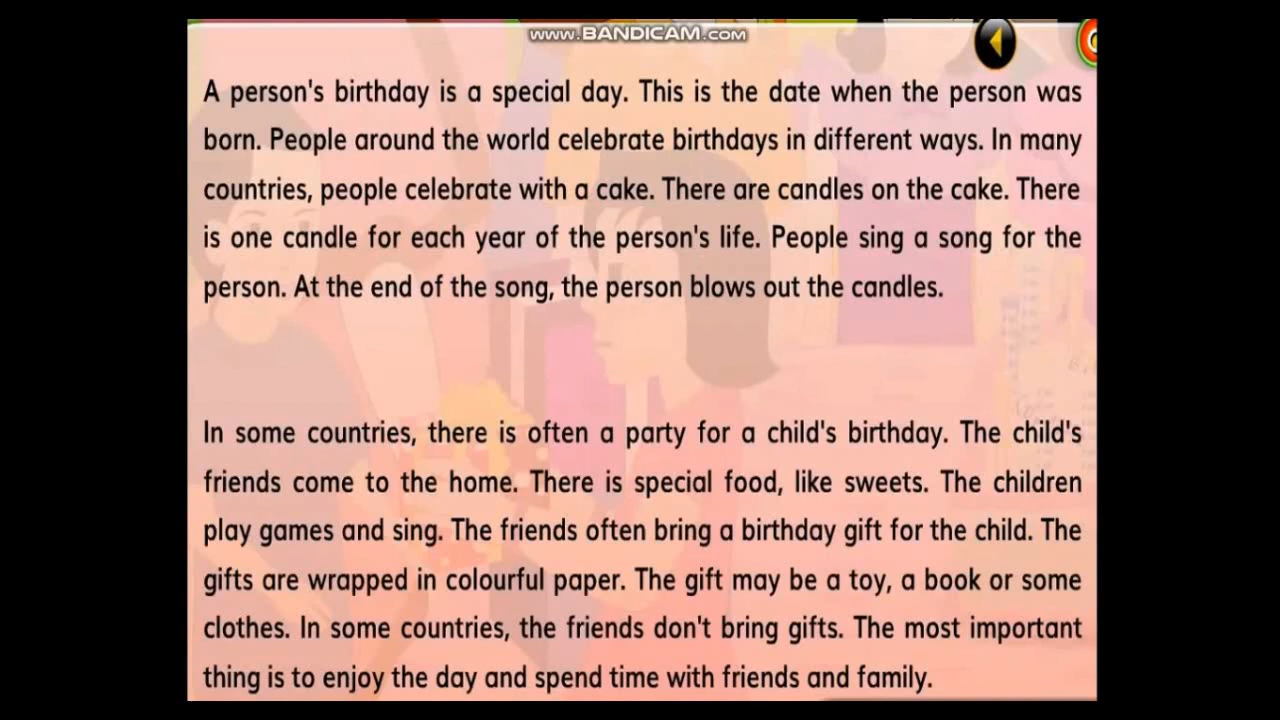 www.BANDICAM.com
A person's birthday is a special day. This is the date when the person was
born. People around the world celebrate birthdays in different ways. In many
countries, people celebrate with a cake. There are candles on the cake. There
is one candle for each year of the person's life. People sing a song for the
person. At the end of the song, the person blows out the candles.
In some countries, there is often a party for a child's birthday. The child's
friends come to the home. There is special food, like sweets. The children
play games and sing. The friends often bring a birthday gift for the child. The
gifts are wrapped in colourful paper. The gift may be a toy, a book or some
clothes. In some countries, the friends don't bring gifts. The most important
thing is to enjoy the day and spend time with friends and family.